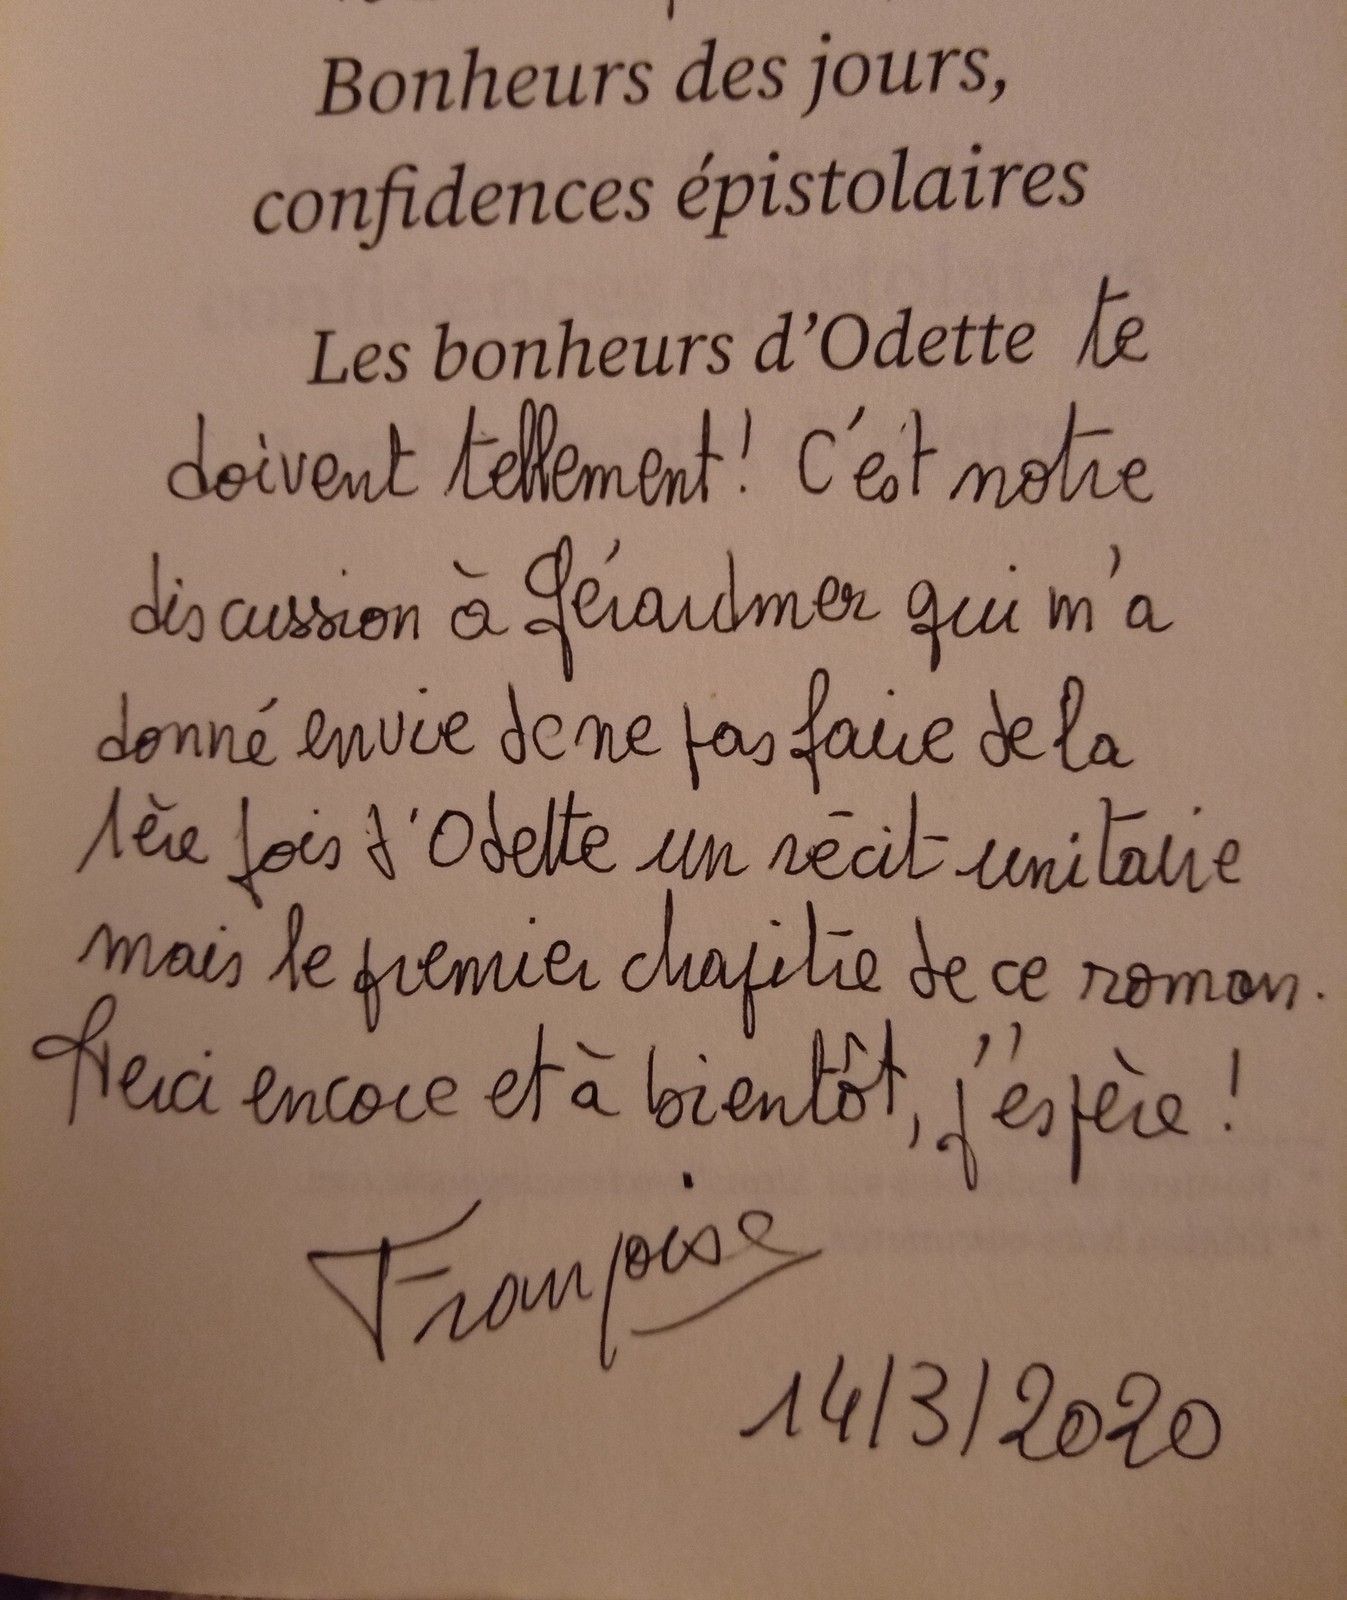 Bonheurs des jours,
confidences épistolaires
Les bonheurs d'Odette te
doivent tellement ! C'est notre
discussion à Gérardmer qui m'a
donné envie de ne pas faire de la
1ère fois d'Odette un récit unitaire
mais le premier chapitre de ce roman.
Merci encore et à bientôt, j'espère !
Françoise
14/3/2020